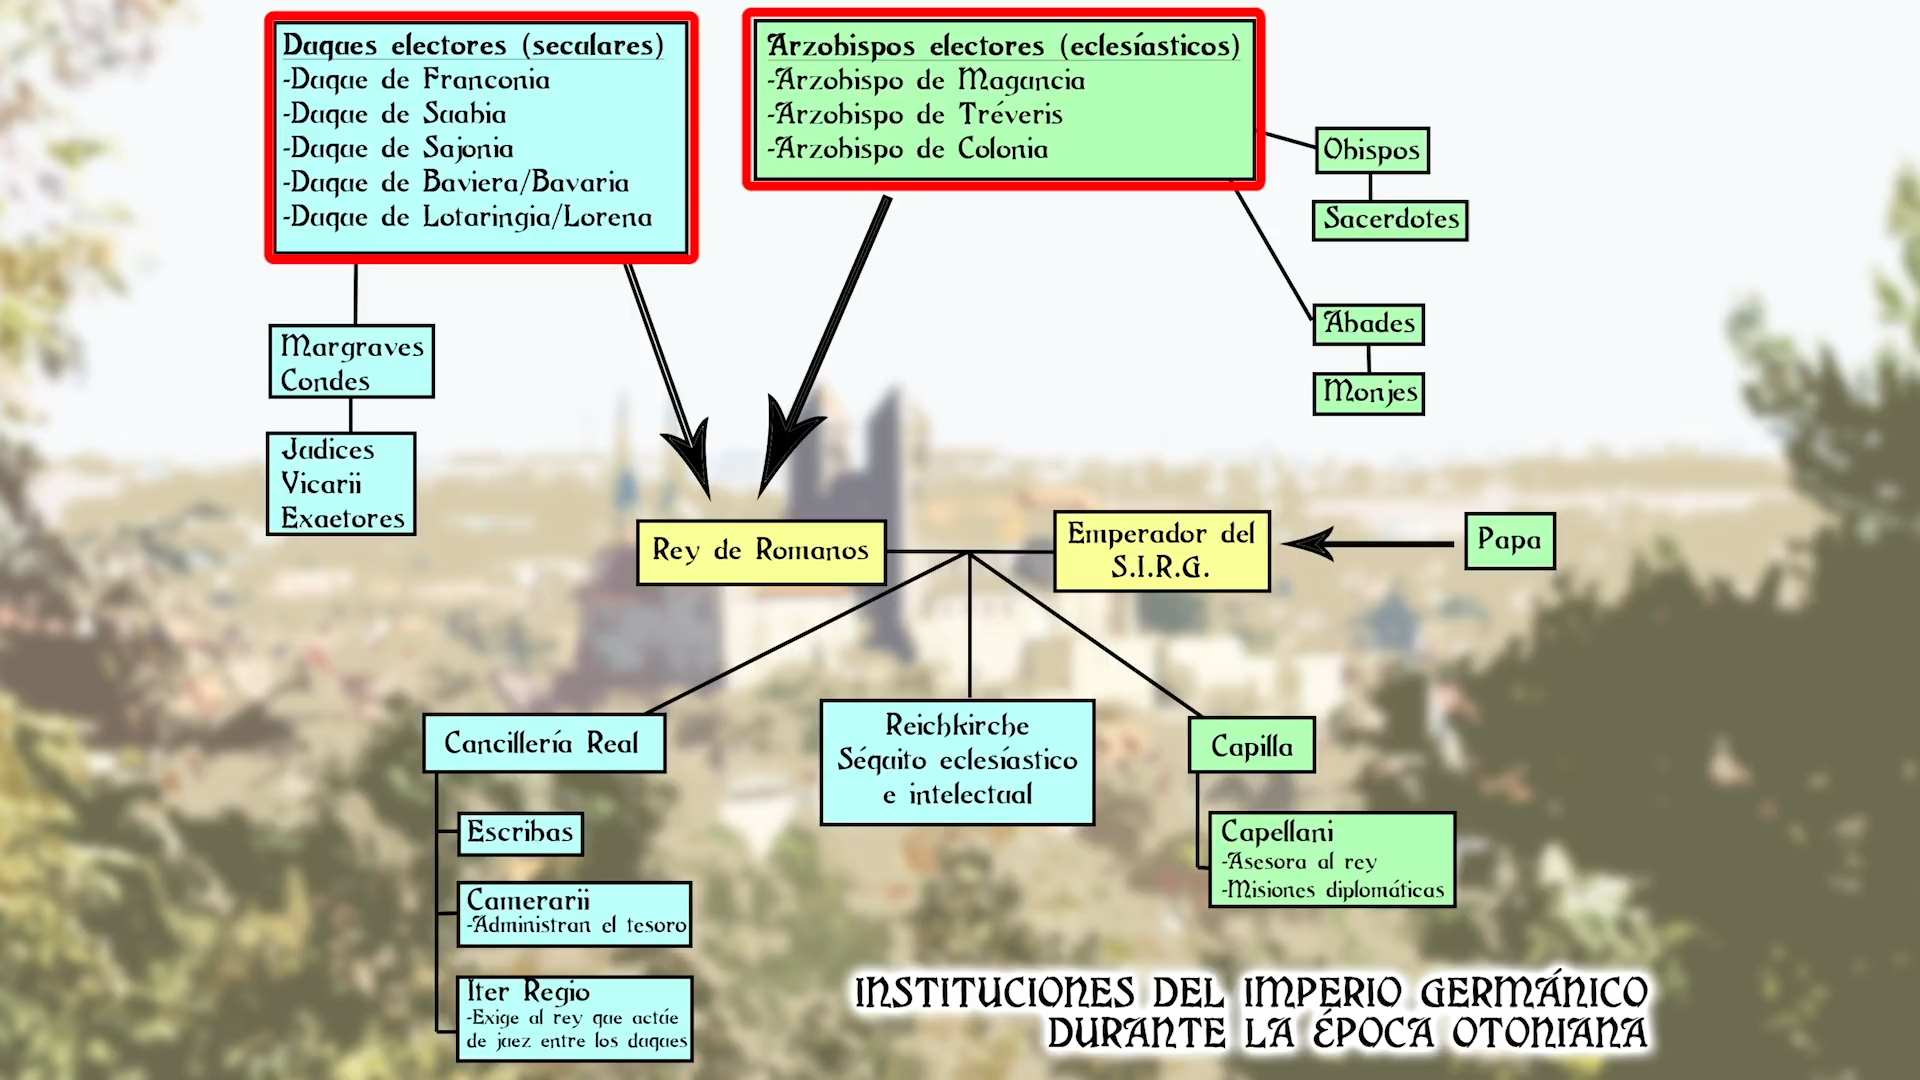 Duques electores (seculares)
-Duque de Franconia
-Duque de Suabia
-Duque de Sajonia
-Duque de Baviera/Bavaria
-Duque de Lotaringia/Lorena
Arzobispos electores (eclesíasticos)
-Arzobispo de Maguncia
-Arzobispo de Tréveris
-Arzobispo de Colonia
Obispos
Sacerdotes
Abades
Monjes
Margraves
Condes
Judices
Vicarii
Exaetores
Rey de Romanos
Emperador del
S.I.R.G.
Papa
Cancillería Real
Escribas
Camerarii
-Administran el tesoro
Iter Regio
-Exige al rey que actúe
de juez entre los duques
Reichkirche
Séquito eclesíastico
e intelectual
Capilla
Capellani
-Asesora al rey
-Misiones diplomáticas
INSTITUCIONES DEL IMPERIO GERMÁNICO
DURANTE LA ÉPOCA OTONIANA